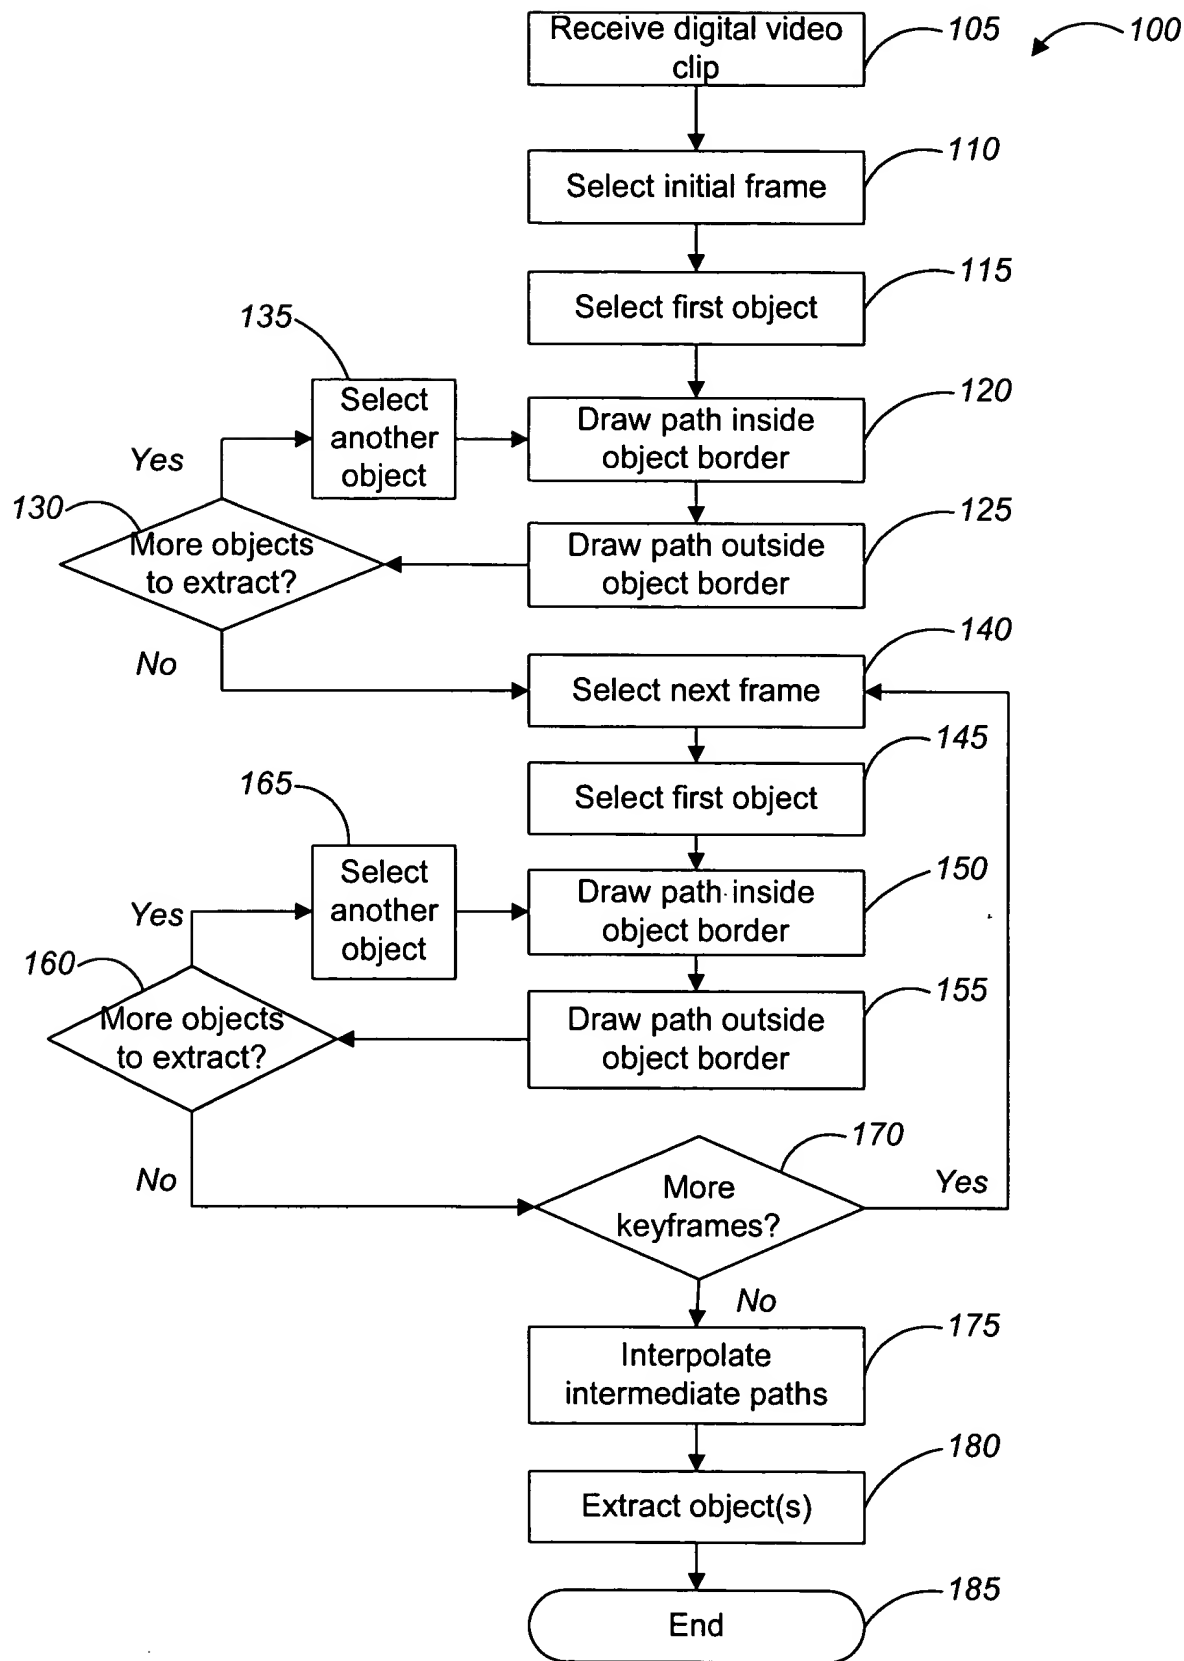 Receive digital video
clip
105
100
Select initial frame
110
Select first object
115
135
Select
another
object
Draw path inside
object border
120
Yes
130
More objects
to extract?
Draw path outside
object border
125
No
Select next frame
140
Select first object
145
165
Select
another
object
Draw path inside
object border
150
Yes
160
More objects
to extract?
Draw path outside
object border
155
No
More
keyframes?
170
Yes
No
Interpolate
intermediate paths
175
Extract object(s)
180
End
185